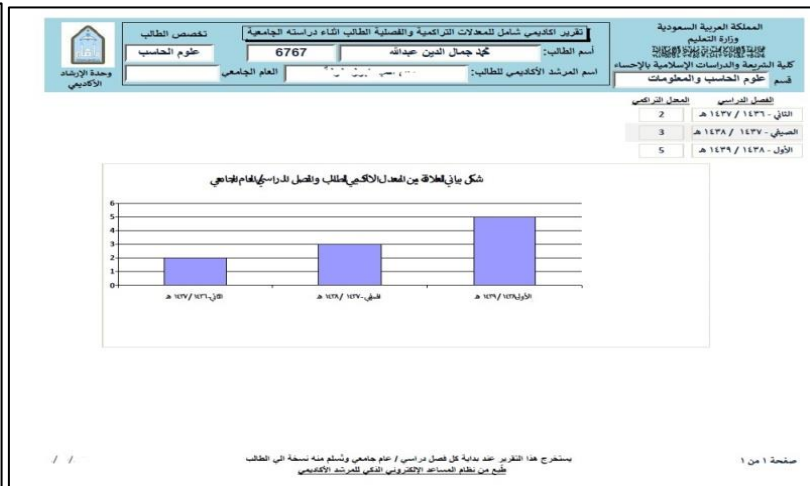 المملكة العربية السعودية
وزارة التعليم
كلية الشريعة والدراسات الإسلامية بالإحساء
قسم علوم الحاسب والمعلومات
تقرير اكاديمي شامل للمعدلات التراكمية والفصلية الطالب اثناء دراسته الجامعية
أسم الطالب: محمد جمال الدين عبدالله 6767
اسم المرشد الأكاديمي للطالب:
العام الجامعي
تخصص الطالب
علوم الحاسب
وحدة الإرشاد الأكاديمي
الفصل الدراسي المعدل التراكمي
الثاني - ١٤٣٦ / ١٤٣٧ هـ 2
الصيفي - ١٤٣٧ / ١٤٣٨ هـ 3
الأول - ١٤٣٨ / ١٤٣٩ هـ 5
شكل بياني للعلاقة بين المعدل الأكاديمي للطالب والفصل الدراسي/العام الجامعي
6
5
4
3
2
1
0
الثاني-١٤٣٦ / ١٤٣٧ هـ
الصيفي-١٤٣٧ / ١٤٣٨ هـ
الأول-١٤٣٨ / ١٤٣٩ هـ
يستخرج هذا التقرير عند بداية كل فصل دراسي / عام جامعي وتُسلم منه نسخة الي الطالب
طُبع من نظام المساعد الإلكتروني الذكي للمرشد الأكاديمي
صفحة ١ من ١
/ /